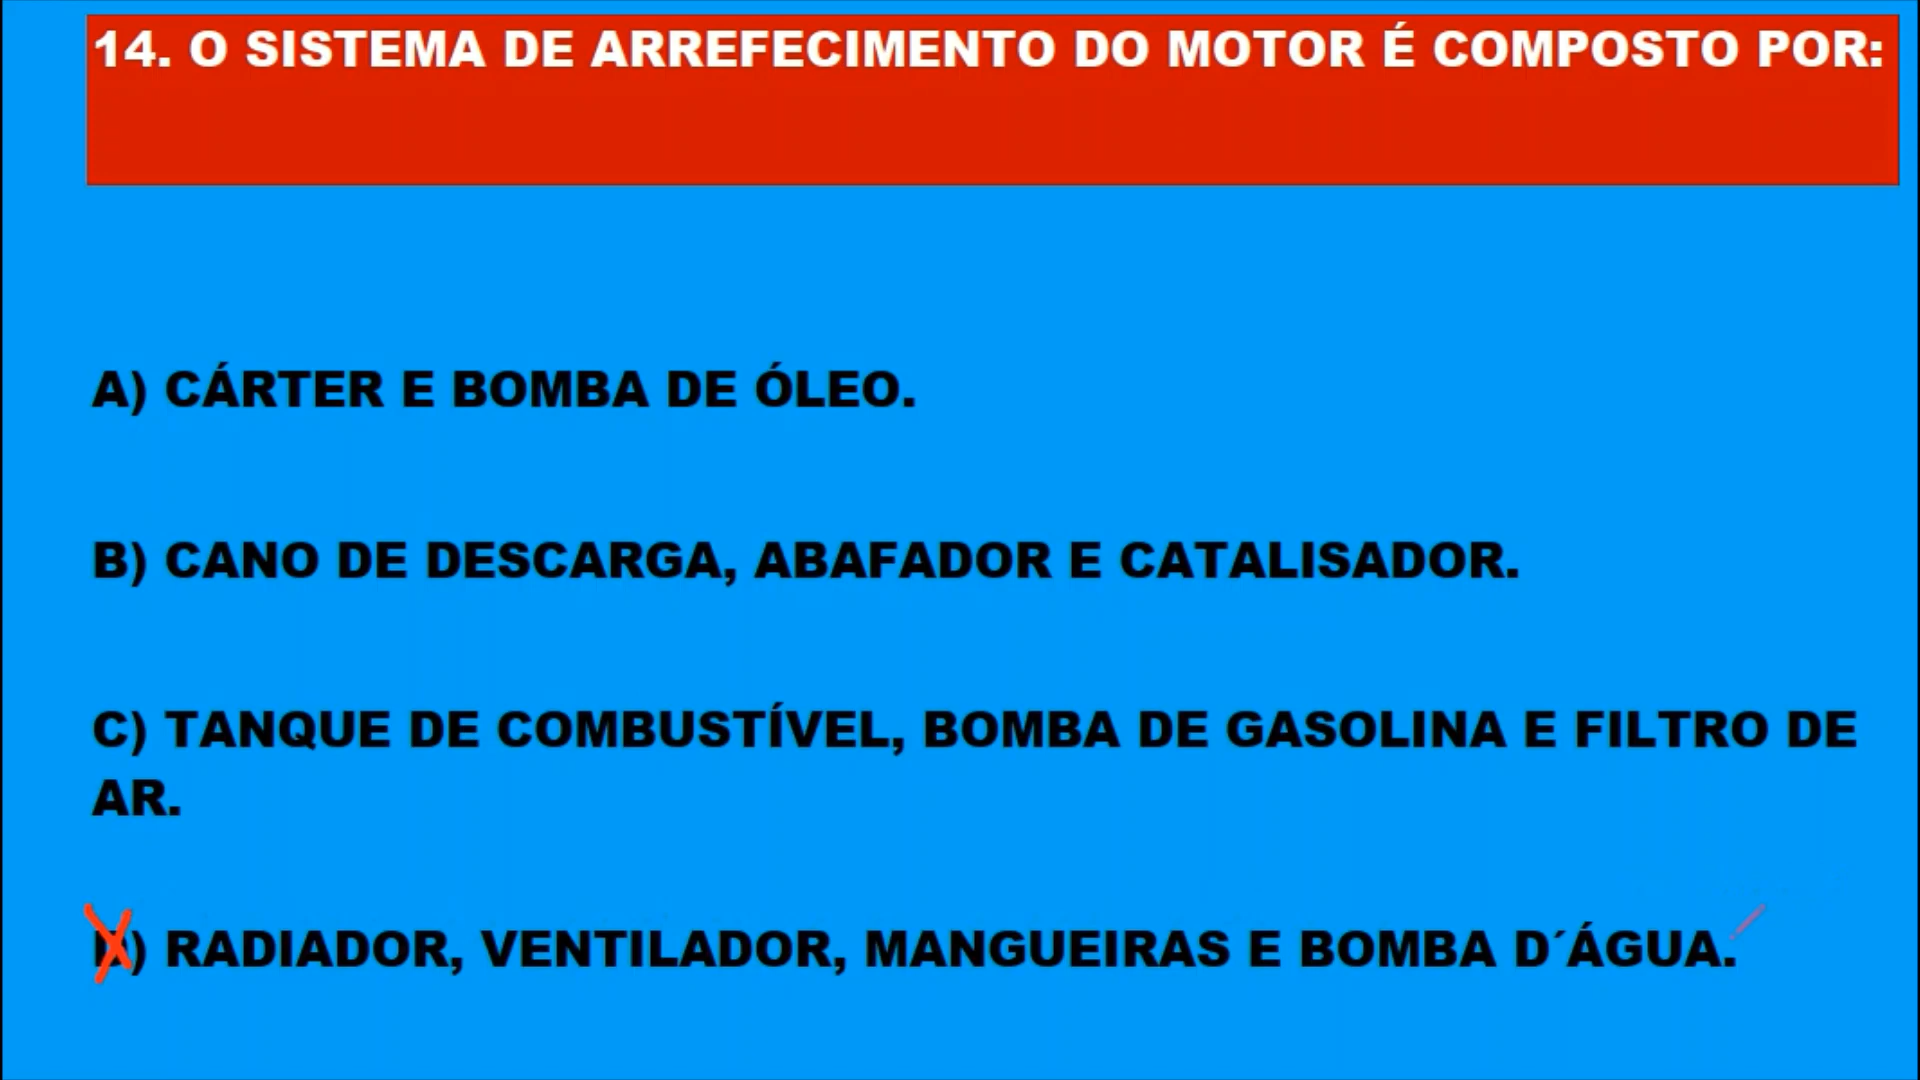 14. O SISTEMA DE ARREFECIMENTO DO MOTOR É COMPOSTO POR:
A) CÁRTER E BOMBA DE ÓLEO.
B) CANO DE DESCARGA, ABAFADOR E CATALISADOR.
C) TANQUE DE COMBUSTÍVEL, BOMBA DE GASOLINA E FILTRO DE
AR.
D) RADIADOR, VENTILADOR, MANGUEIRAS E BOMBA D´ÁGUA.